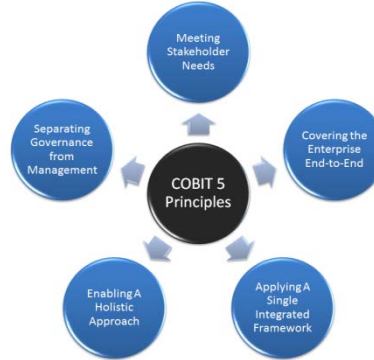 Meeting
Stakeholder
Needs
Separating
Governance
from
Management
Covering the
Enterprise
End-to-End
COBIT 5
Principles
Enabling A
Holistic
Approach
Applying A
Single
Integrated
Framework